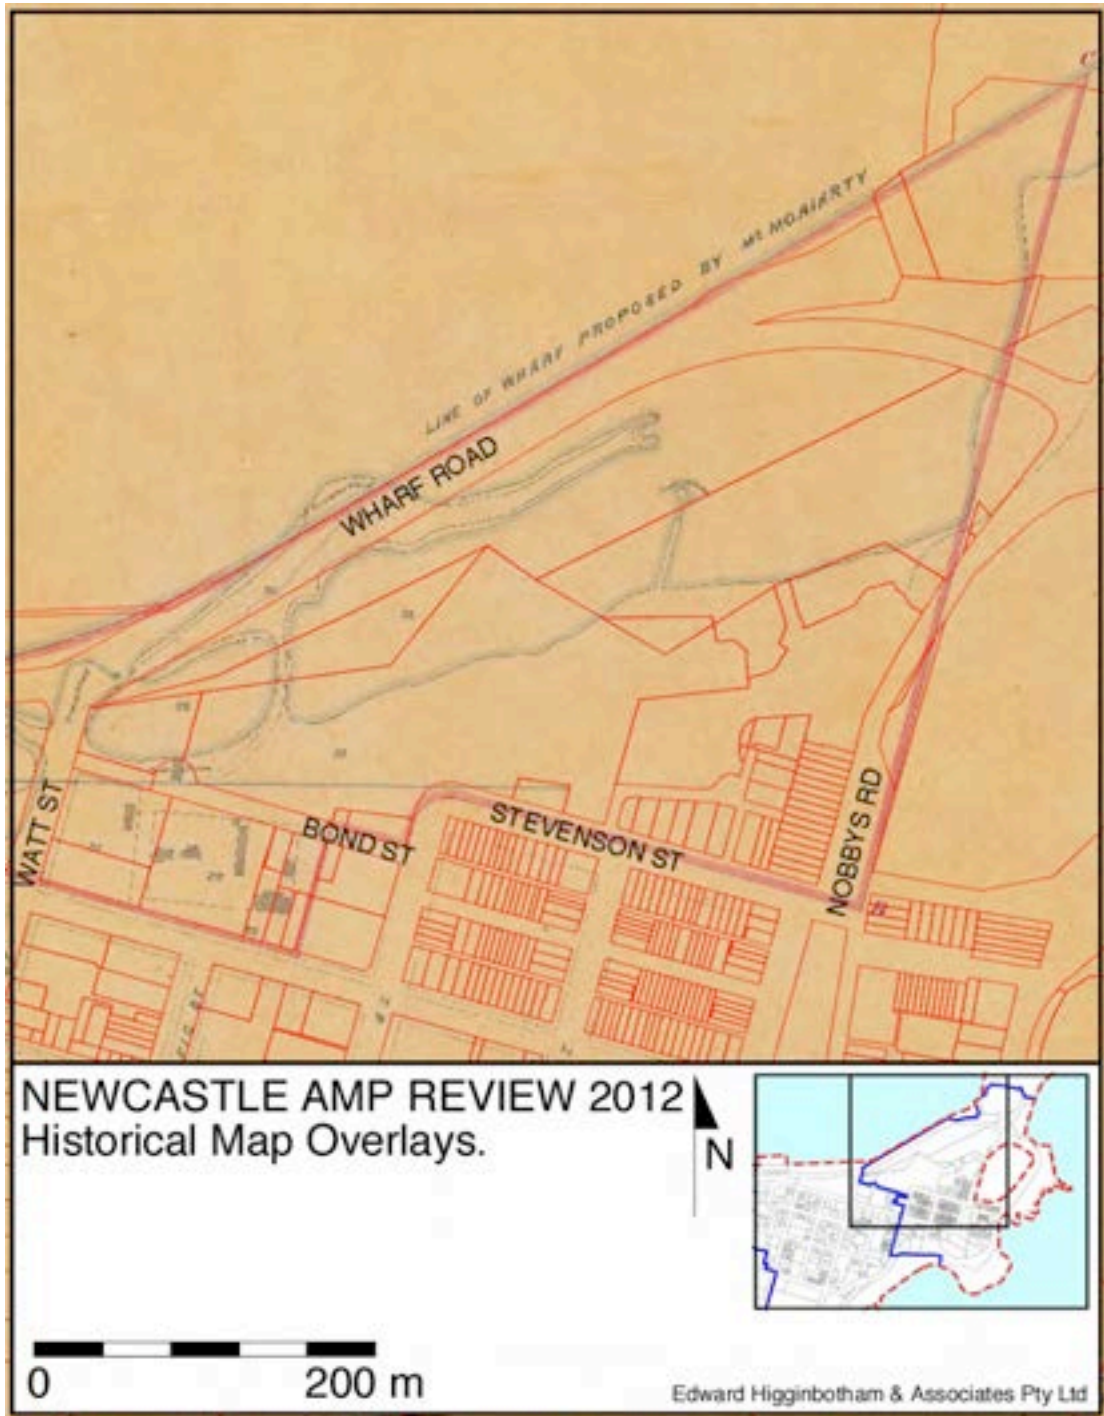 C
LINE OF WHARF PROPOSED BY Mr MORIARTY
WHARF ROAD
WATT ST
BOND ST
STEVENSON ST
NOBBYS RD
B
NEWCASTLE AMP REVIEW 2012
Historical Map Overlays.
N
0 200 m
Edward Higginbotham & Associates Pty Ltd